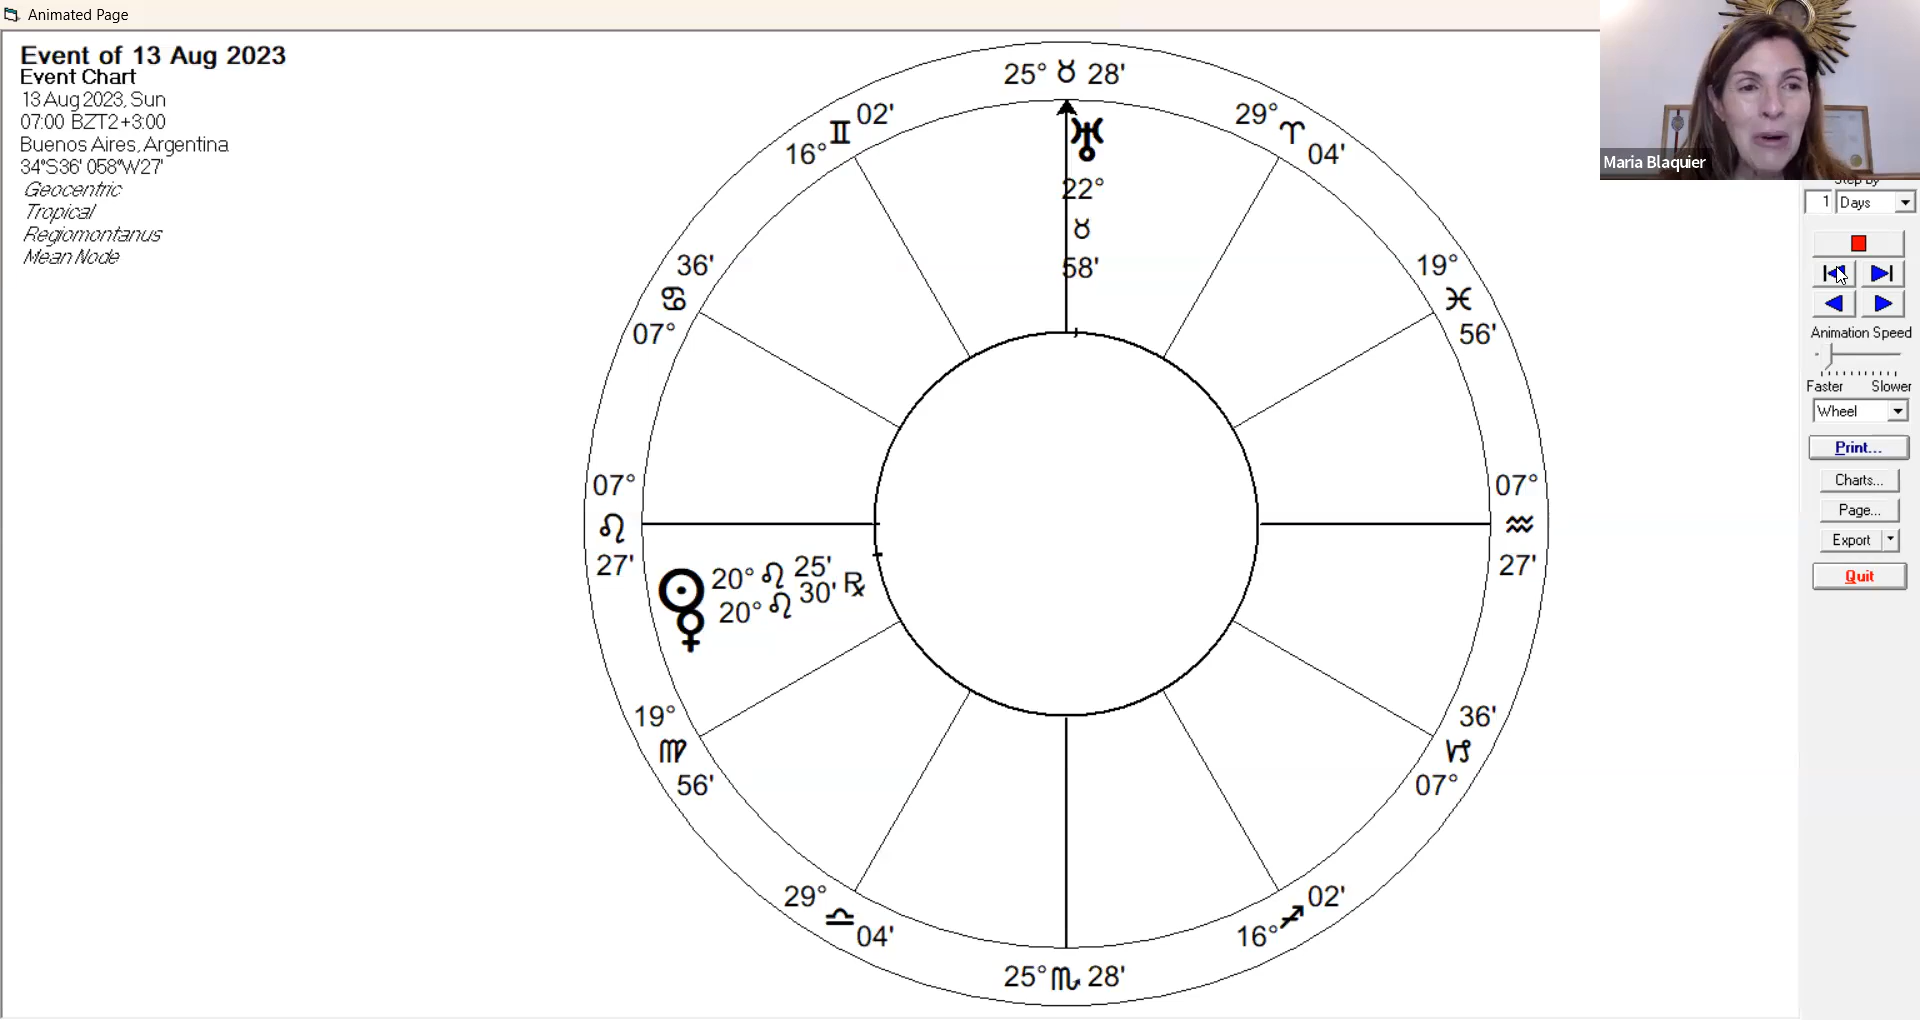 Animated Page
Event of 13 Aug 2023
Event Chart
13 Aug 2023, Sun
07:00 BZT2 +3:00
Buenos Aires, Argentina
34°S36' 058°W27'
Geocentric
Tropical
Regiomontanus
Mean Node
25° ♉ 28'
29° ♈ 04'
19° ♓ 56'
07° ♒ 27'
07° ♑ 36'
16° ♐ 02'
25° ♏ 28'
29° ♎ 04'
19° ♍ 56'
07° ♌ 27'
07° ♋ 36'
16° ♊ 02'
♅ 22° ♉ 58'
☉ 20° ♌ 25'
☿ 20° ♌ 30' ℞
Maria Blaquier
Step by
1 Days
Animation Speed
Faster Slower
Wheel
Print...
Charts...
Page...
Export
Quit